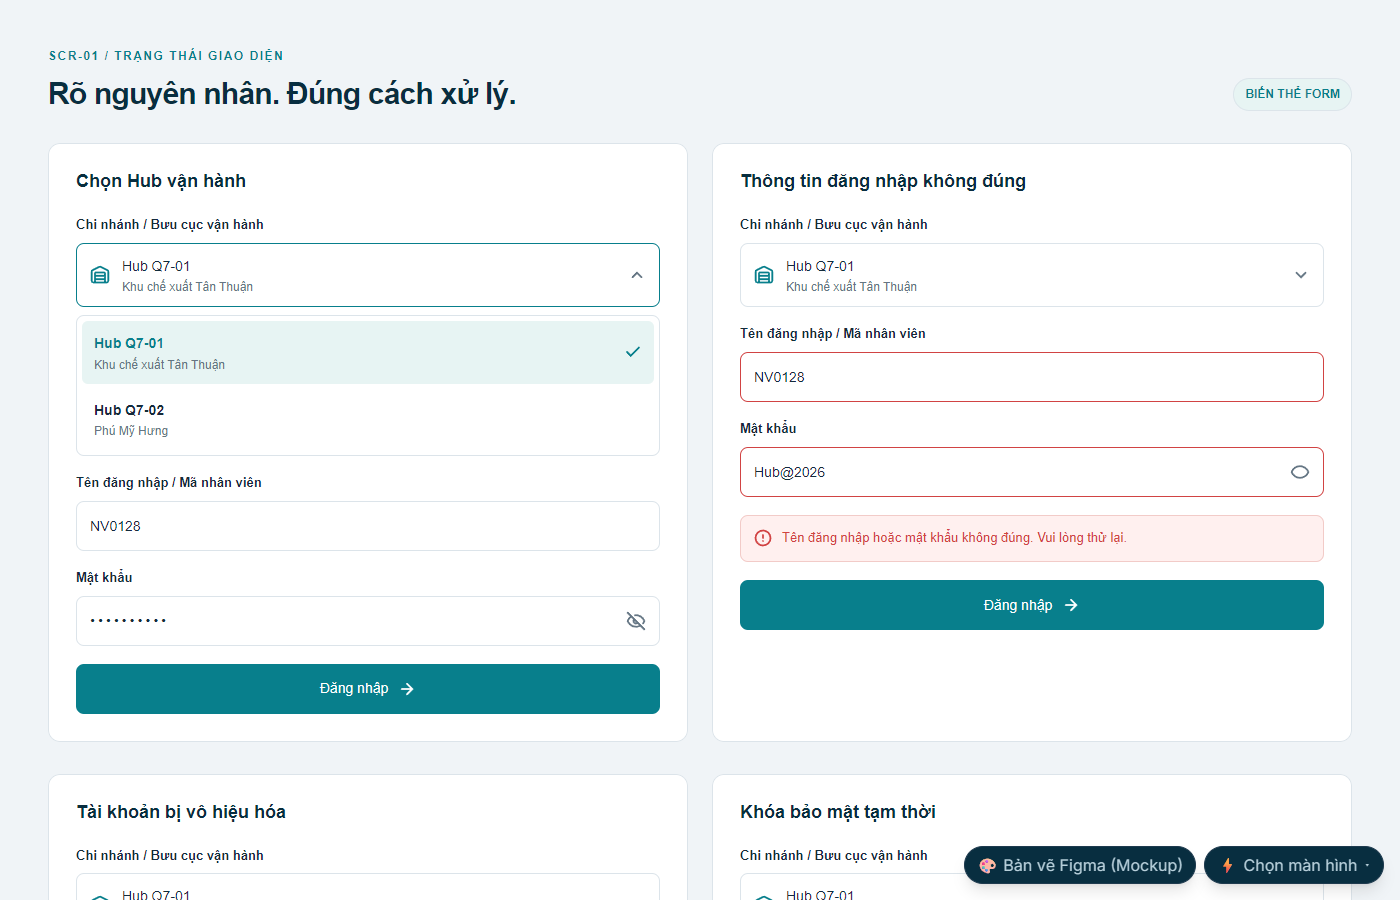 SCR-01 / TRẠNG THÁI GIAO DIỆN
Rõ nguyên nhân. Đúng cách xử lý.
BIẾN THỂ FORM
Chọn Hub vận hành
Chi nhánh / Bưu cục vận hành
Hub Q7-01
Khu chế xuất Tân Thuận
Hub Q7-01
Khu chế xuất Tân Thuận
Hub Q7-02
Phú Mỹ Hưng
Tên đăng nhập / Mã nhân viên
NV0128
Mật khẩu
••••••••••
Đăng nhập
Thông tin đăng nhập không đúng
Chi nhánh / Bưu cục vận hành
Hub Q7-01
Khu chế xuất Tân Thuận
Tên đăng nhập / Mã nhân viên
NV0128
Mật khẩu
Hub@2026
Tên đăng nhập hoặc mật khẩu không đúng. Vui lòng thử lại.
Đăng nhập
Tài khoản bị vô hiệu hóa
Chi nhánh / Bưu cục vận hành
Hub Q7-01
Khóa bảo mật tạm thời
Chi nhánh / Bưu cục vận hành
Hub Q7-01
Bản vẽ Figma (Mockup)
Chọn màn hình